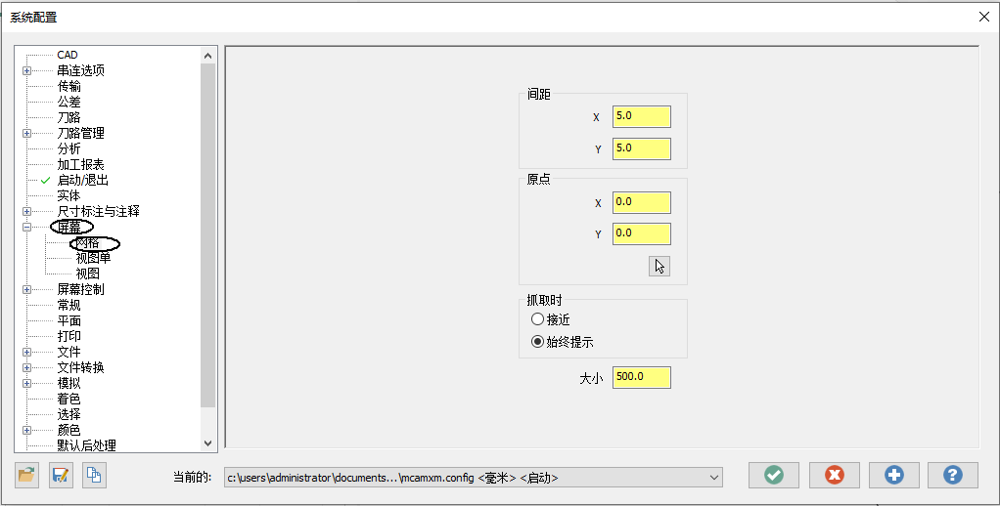 系统配置
CAD
串连选项
传输
公差
刀路
刀路管理
分析
加工报表
启动/退出
实体
尺寸标注与注释
屏幕
网格
视图单
视图
屏幕控制
常规
平面
打印
文件
文件转换
模拟
着色
选择
颜色
默认后处理
间距
X 5.0
Y 5.0
原点
X 0.0
Y 0.0
抓取时
接近
始终提示
大小 500.0
当前的: c:\users\administrator\documents...\mcamxm.config <毫米> <启动>